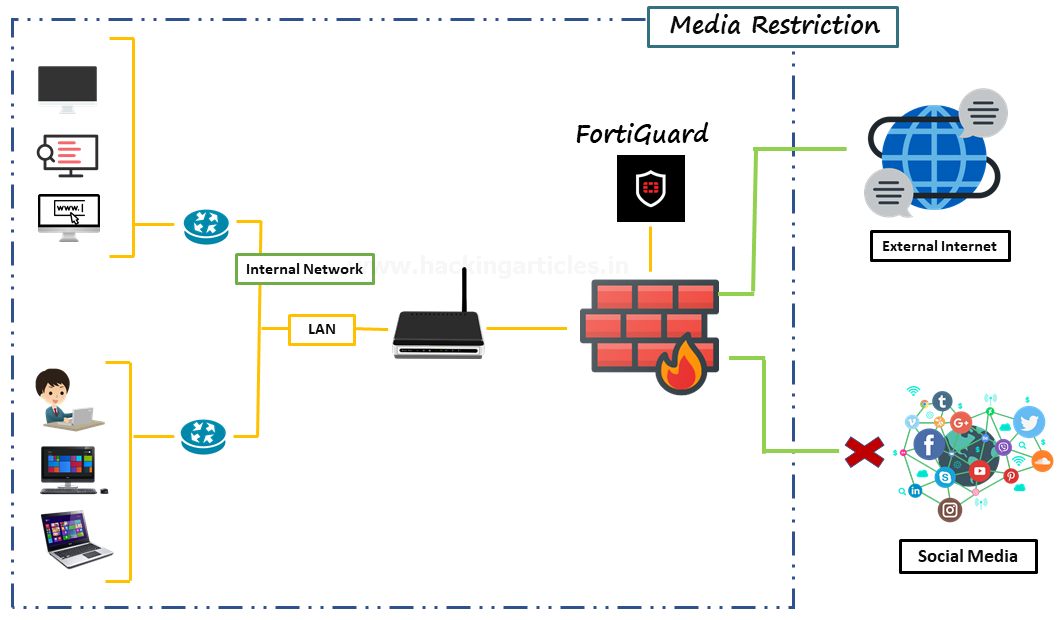 Media Restriction
FortiGuard
www.
External Internet
www.hackingarticles.in
Internal Network
LAN
Social Media